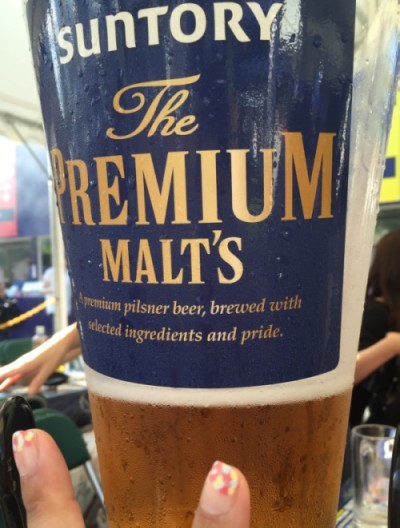 SUNTORY
The
PREMIUM
MALT'S
A premium pilsner beer, brewed with
selected ingredients and pride.